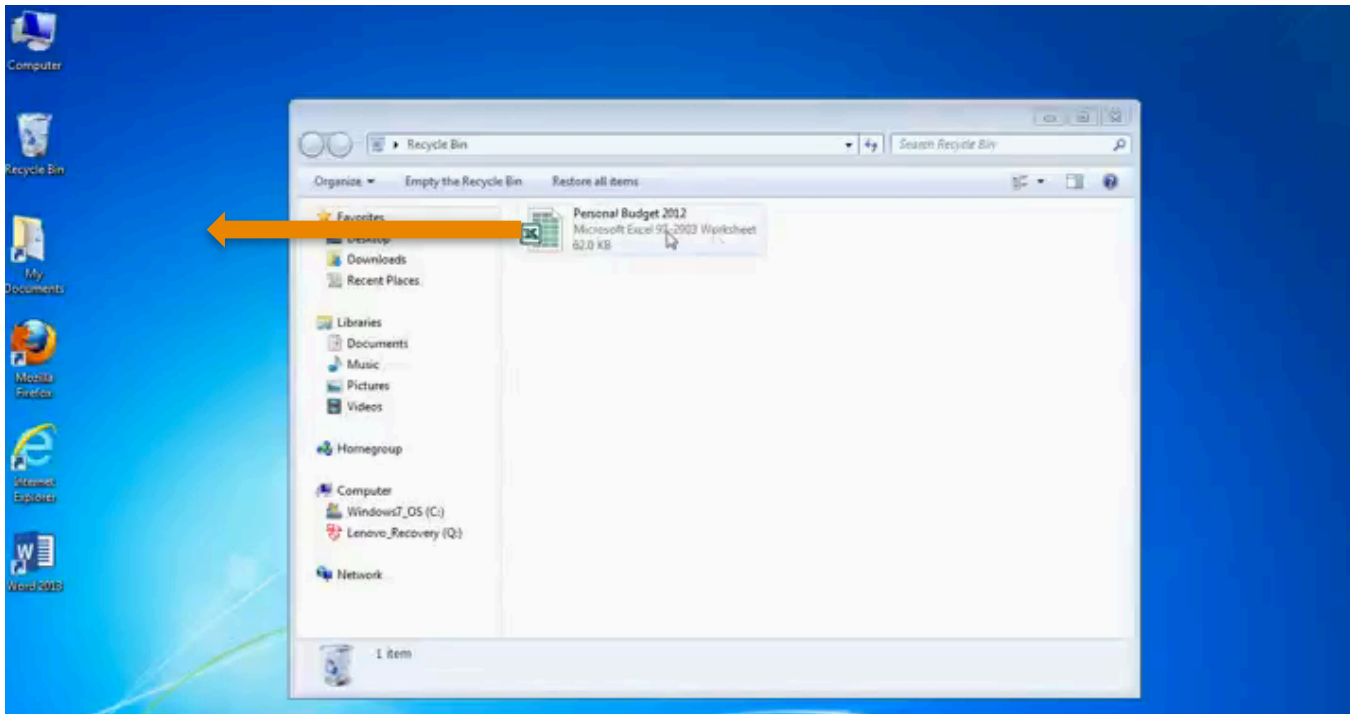 Computer
Recycle Bin
My
Documents
Mozilla
Firefox
Internet
Explorer
Word 2013
Recycle Bin
Search Recycle Bin
Organize
Empty the Recycle Bin
Restore all items
Favorites
Desktop
Downloads
Recent Places
Libraries
Documents
Music
Pictures
Videos
Homegroup
Computer
Windows7_OS (C:)
Lenovo_Recovery (Q:)
Network
Personal Budget 2012
Microsoft Excel 97-2003 Worksheet
62.0 KB
1 item